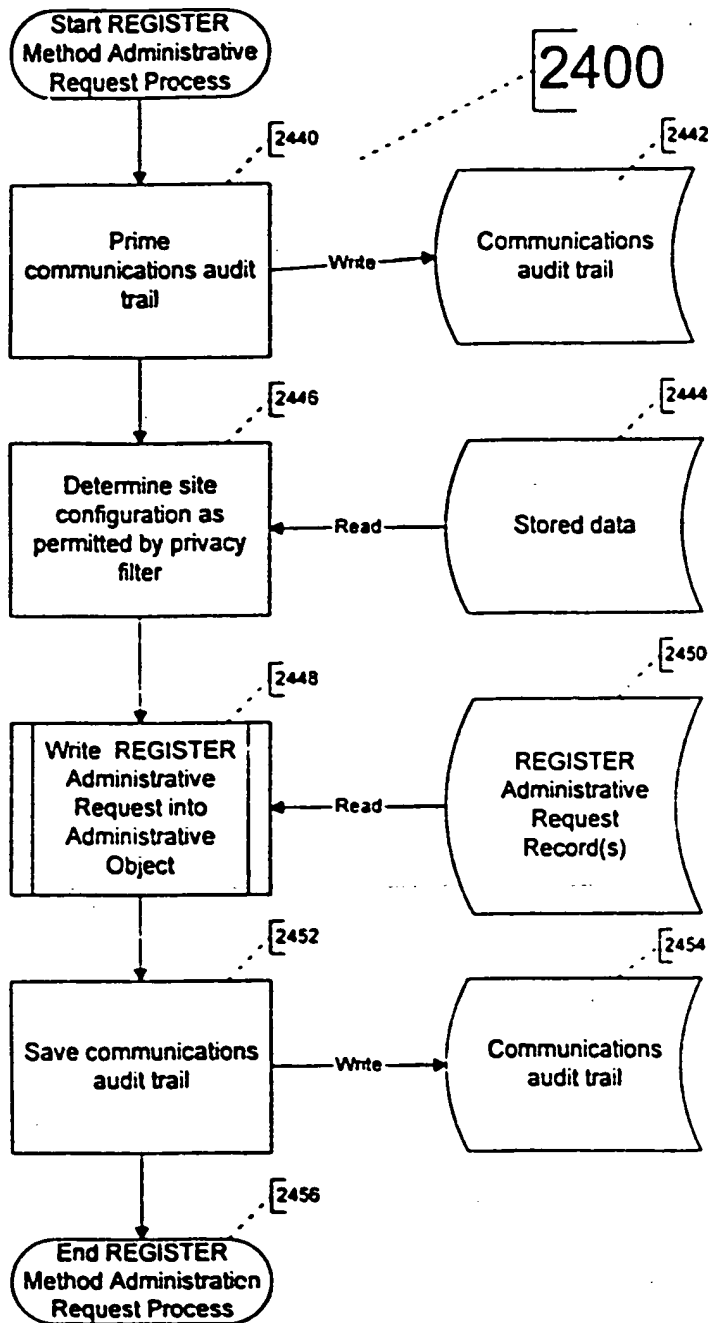 Start REGISTER
Method Administrative
Request Process
2400
2440
2442
Prime
communications audit
trail
Write
Communications
audit trail
2446
2444
Determine site
configuration as
permitted by privacy
filter
Read
Stored data
2448
2450
Write REGISTER
Administrative
Request into
Administrative
Object
Read
REGISTER
Administrative
Request
Record(s)
2452
2454
Save communications
audit trail
Write
Communications
audit trail
2456
End REGISTER
Method Administration
Request Process